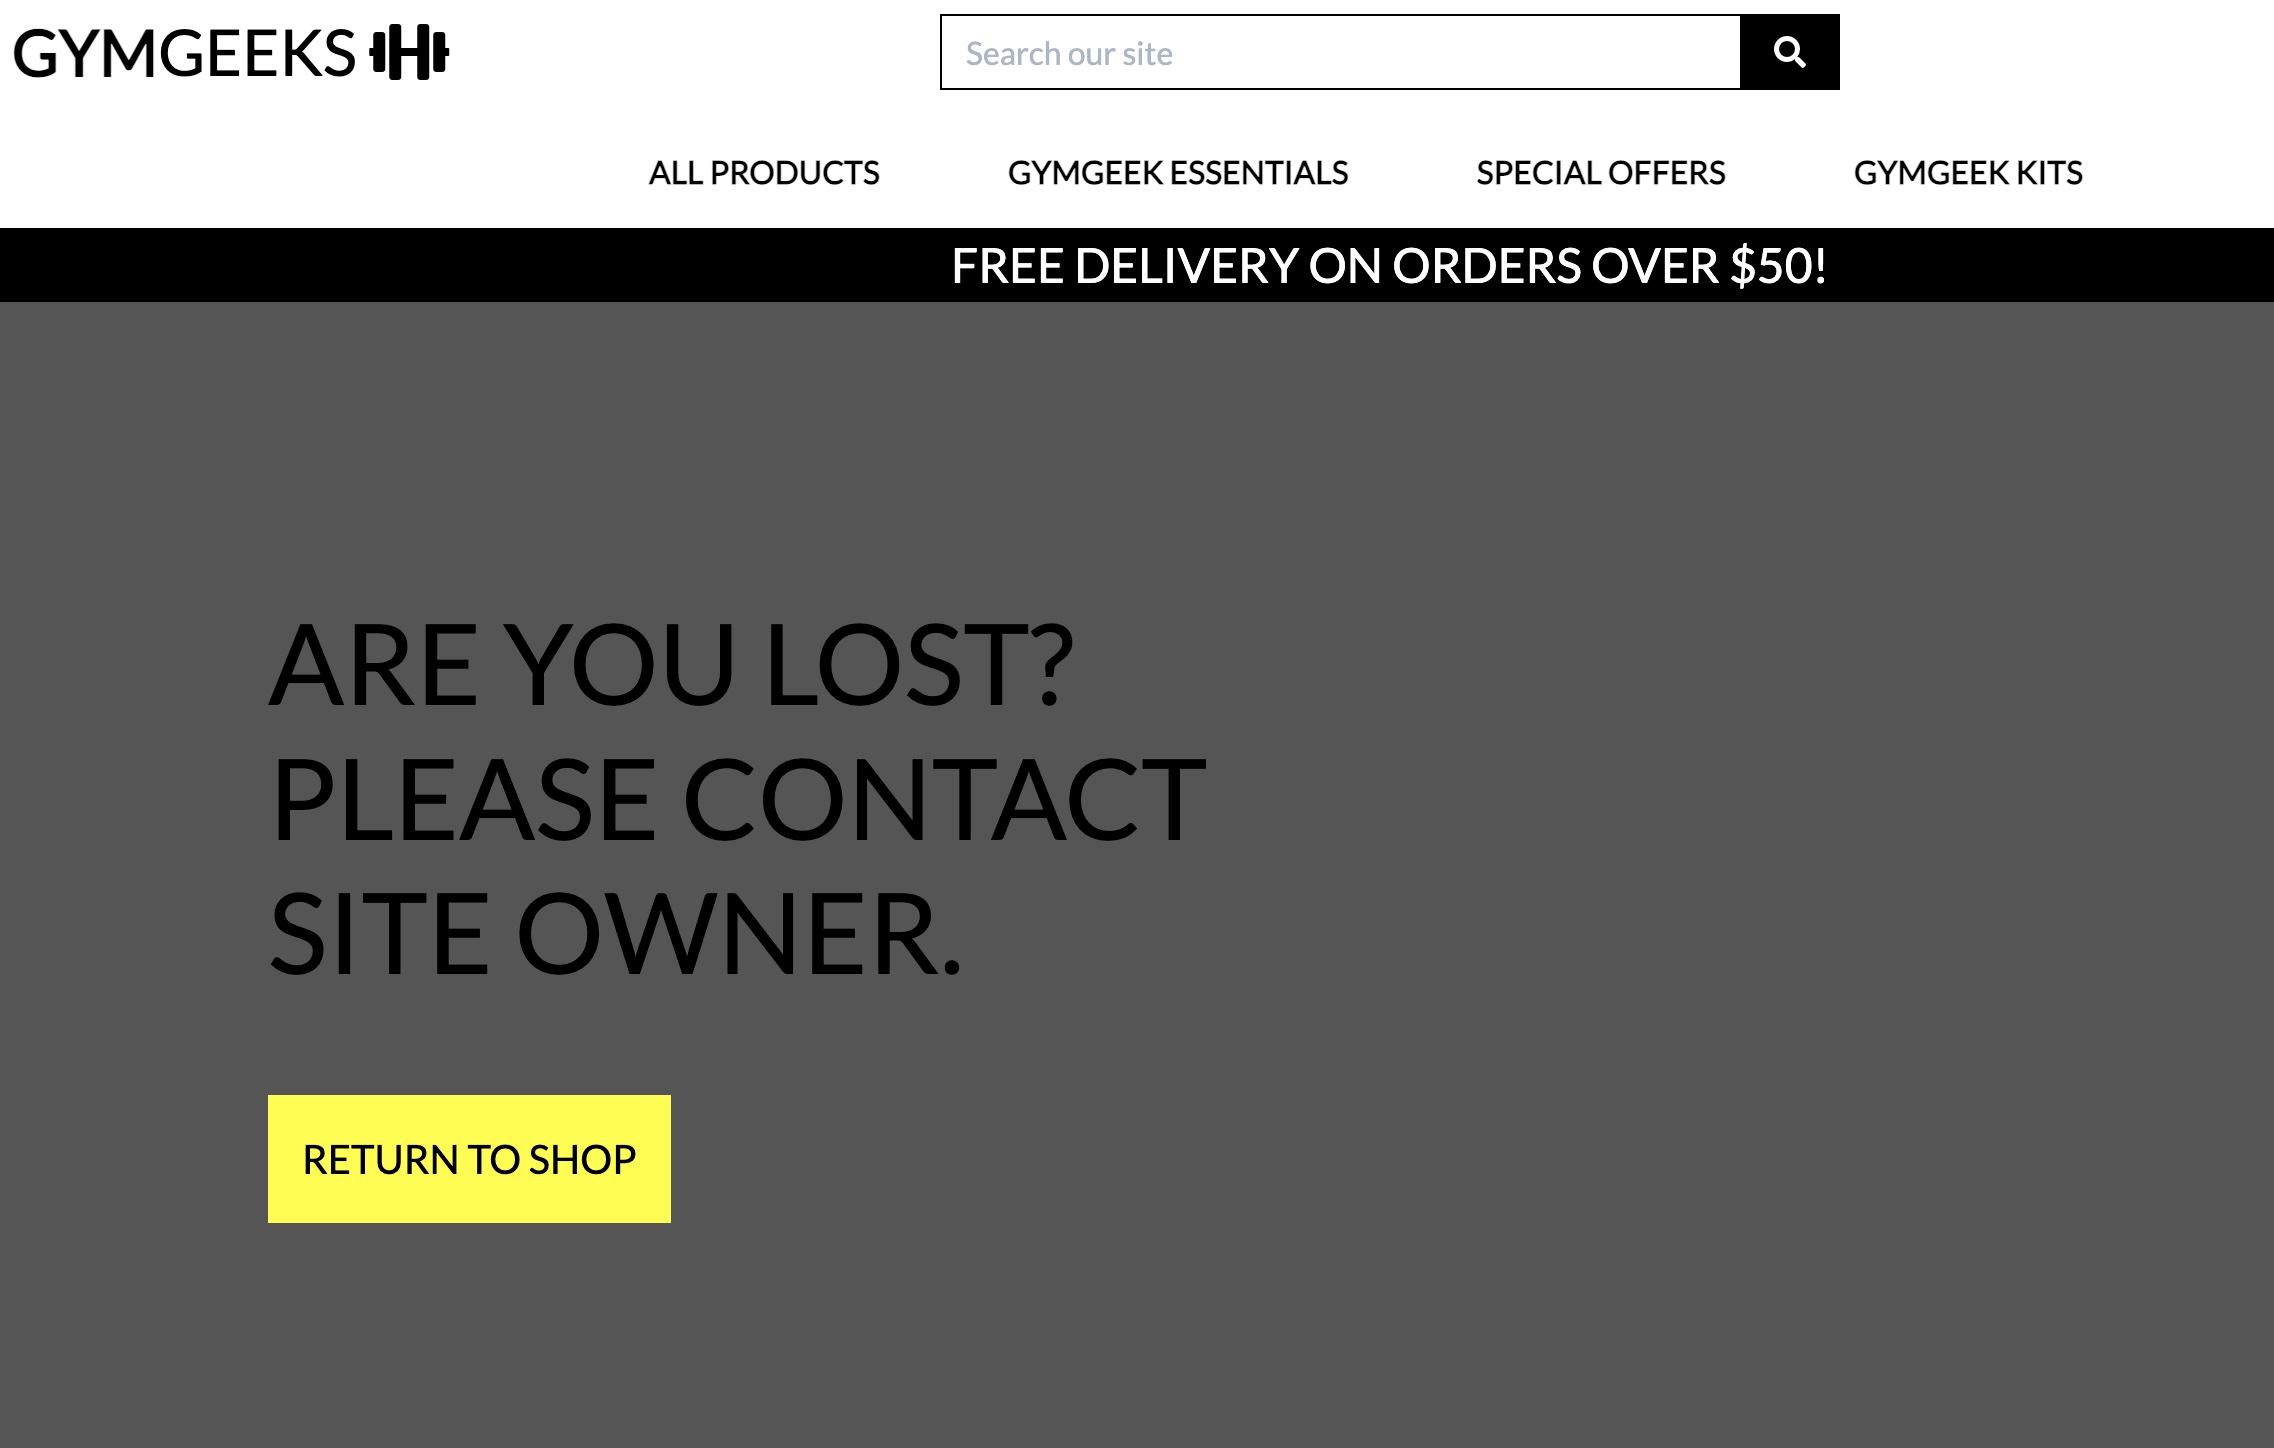 GYMGEEKS
Search our site
ALL PRODUCTS GYMGEEK ESSENTIALS SPECIAL OFFERS GYMGEEK KITS
FREE DELIVERY ON ORDERS OVER $50!
ARE YOU LOST?
PLEASE CONTACT
SITE OWNER.
RETURN TO SHOP